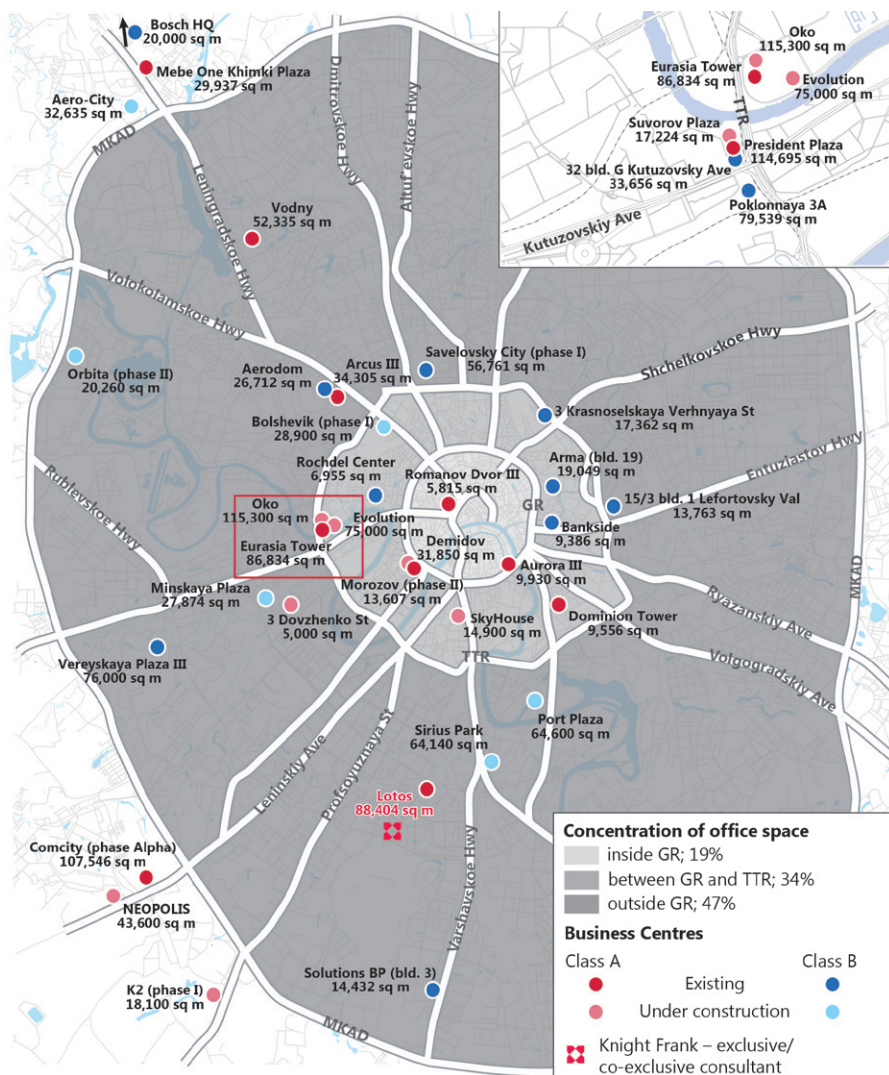 Bosch HQ
20,000 sq m
Mebe One Khimki Plaza
29,937 sq m
Aero-City
32,635 sq m
MKAD
Leningradskoe Hwy
Dmitrovskoe Hwy
Altuf'evskoe Hwy
Vodny
52,335 sq m
Volokolamskoe Hwy
Oko
115,300 sq m
Eurasia Tower
86,834 sq m
Evolution
75,000 sq m
TTR
Suvorov Plaza
17,224 sq m
President Plaza
114,695 sq m
32 bld. G Kutuzovsky Ave
33,656 sq m
Poklonnaya 3A
79,539 sq m
Kutuzovskiy Ave
Shchelkovskoe Hwy
Orbita (phase II)
20,260 sq m
Aerodom
26,712 sq m
Arcus III
34,305 sq m
Savelovsky City (phase I)
56,761 sq m
Bolshevik (phase I)
28,900 sq m
3 Krasnoselskaya Verhnyaya St
17,362 sq m
Entuziastov Hwy
Rochdel Center
6,955 sq m
Romanov Dvor III
5,815 sq m
Arma (bld. 19)
19,049 sq m
GR
15/3 bld. 1 Lefortovsky Val
13,763 sq m
Bankside
9,386 sq m
Rublevskoe Hwy
Oko
115,300 sq m
Evolution
75,000 sq m
Eurasia Tower
86,834 sq m
Demidov
31,850 sq m
Morozov (phase II)
13,607 sq m
Aurora III
9,930 sq m
MKAD
Minskaya Plaza
27,874 sq m
3 Dovzhenko St
5,000 sq m
SkyHouse
14,900 sq m
Dominion Tower
9,556 sq m
Ryazanskiy Ave
Volgogradskiy Ave
TTR
Vereyskaya Plaza III
76,000 sq m
Port Plaza
64,600 sq m
Sirius Park
64,140 sq m
Leninskiy Ave
Profsoyuznaya St
Lotos
88,404 sq m
Varshavskoe Hwy
Comcity (phase Alpha)
107,546 sq m
NEOPOLIS
43,600 sq m
K2 (phase I)
18,100 sq m
Solutions BP (bld. 3)
14,432 sq m
MKAD
Concentration of office space
inside GR; 19%
between GR and TTR; 34%
outside GR; 47%
Business Centres
Class A Class B
Existing
Under construction
Knight Frank – exclusive/
co-exclusive consultant